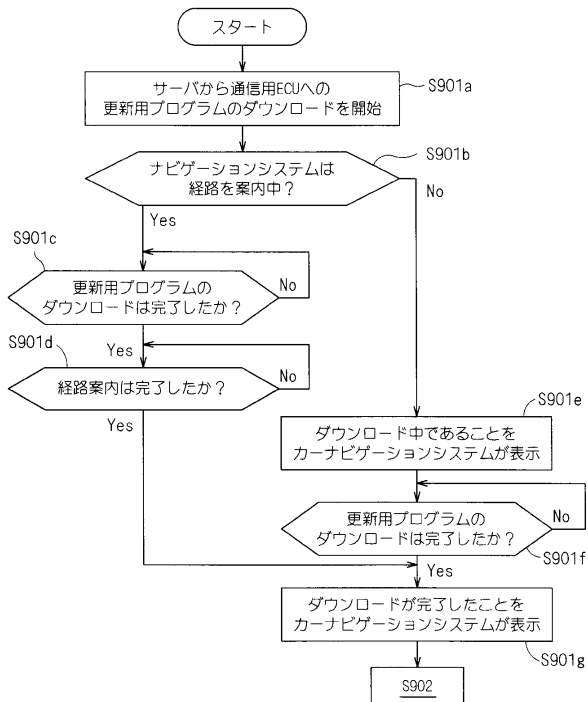 スタート
サーバから通信用ECUへの
更新用プログラムのダウンロードを開始
S901a
ナビゲーションシステムは
経路を案内中？
S901b
Yes
No
S901c
更新用プログラムの
ダウンロードは完了したか？
No
Yes
S901d
経路案内は完了したか？
No
Yes
S901e
ダウンロード中であることを
カーナビゲーションシステムが表示
更新用プログラムの
ダウンロードは完了したか？
No
S901f
Yes
ダウンロードが完了したことを
カーナビゲーションシステムが表示
S901g
S902